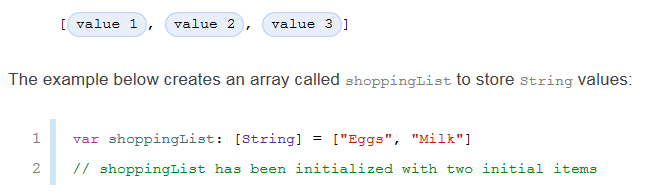 [value 1, value 2, value 3]
The example below creates an array called shoppingList to store String values:
1 var shoppingList: [String] = ["Eggs", "Milk"]
2 // shoppingList has been initialized with two initial items